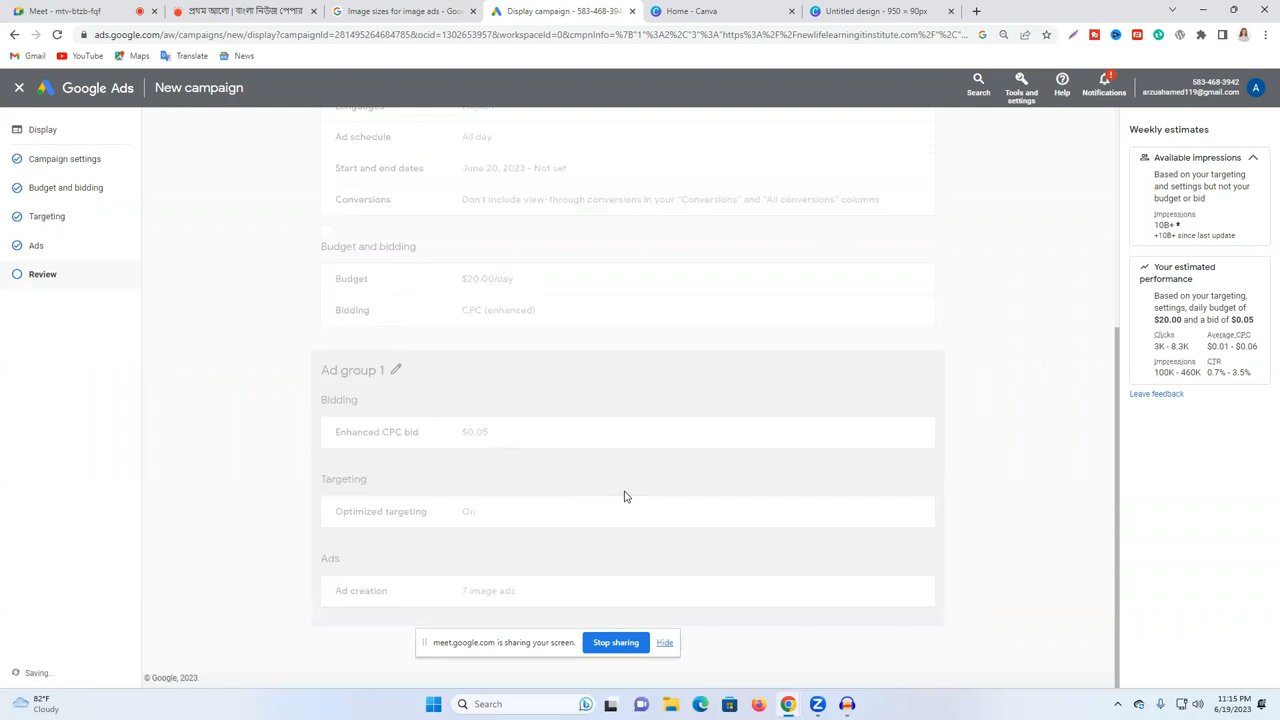 Meet - mtv-btzb-fqf
প্রথম আলো | বাংলা নিউজ পেপার
Image sizes for image ads - Goog
Display campaign - 583-468-394
Home - Canva
Untitled design - 950 × 90px
ads.google.com/aw/campaigns/new/display?campaignId=281495264684785&ocid=1302653957&workspaceId=0&cmpnInfo=%7B"1"%3A%2C"3"%3A"https%3A%2F%2Fnewlifelearningitinstitute.com%2F"%2C"...
Gmail
YouTube
Maps
Translate
News
Google Ads
New campaign
Search
Tools and settings
Help
Notifications
583-468-3942
arzuahamed119@gmail.com
A
Display
Campaign settings
Budget and bidding
Targeting
Ads
Review
Saving...
Languages English
Ad schedule All day
Start and end dates June 20, 2023 - Not set
Conversions Don't include view-through conversions in your "Conversions" and "All conversions" columns
Budget and bidding
Budget $20.00/day
Bidding CPC (enhanced)
Ad group 1
Bidding
Enhanced CPC bid $0.05
Targeting
Optimized targeting On
Ads
Ad creation 7 image ads
meet.google.com is sharing your screen.
Stop sharing
Hide
© Google, 2023.
Weekly estimates
Available impressions
Based on your targeting
and settings but not your
budget or bid
Impressions
10B+
+10B+ since last update
Your estimated
performance
Based on your targeting,
settings, daily budget of
$20.00 and a bid of $0.05
Clicks Average CPC
3K - 8.3K $0.01 - $0.06
Impressions CTR
100K - 460K 0.7% - 3.5%
Leave feedback
82°F
Cloudy
Search
11:15 PM
6/19/2023